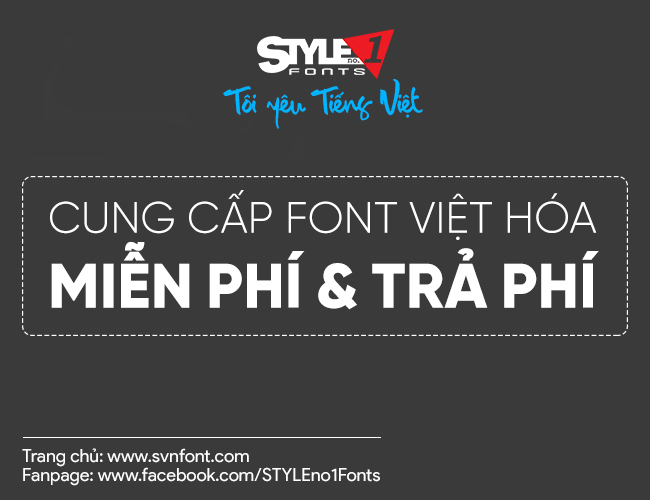 STYLE no.1
FONTS
Tôi yêu Tiếng Việt
CUNG CẤP FONT VIỆT HÓA
MIỄN PHÍ & TRẢ PHÍ
Trang chủ: www.svnfont.com
Fanpage: www.facebook.com/STYLEno1Fonts